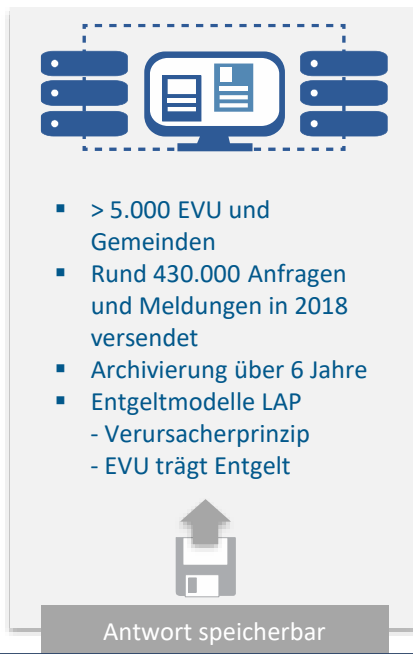 ▪ > 5.000 EVU und
Gemeinden
▪ Rund 430.000 Anfragen
und Meldungen in 2018
versendet
▪ Archivierung über 6 Jahre
▪ Entgeltmodelle LAP
- Verursacherprinzip
- EVU trägt Entgelt
Antwort speicherbar